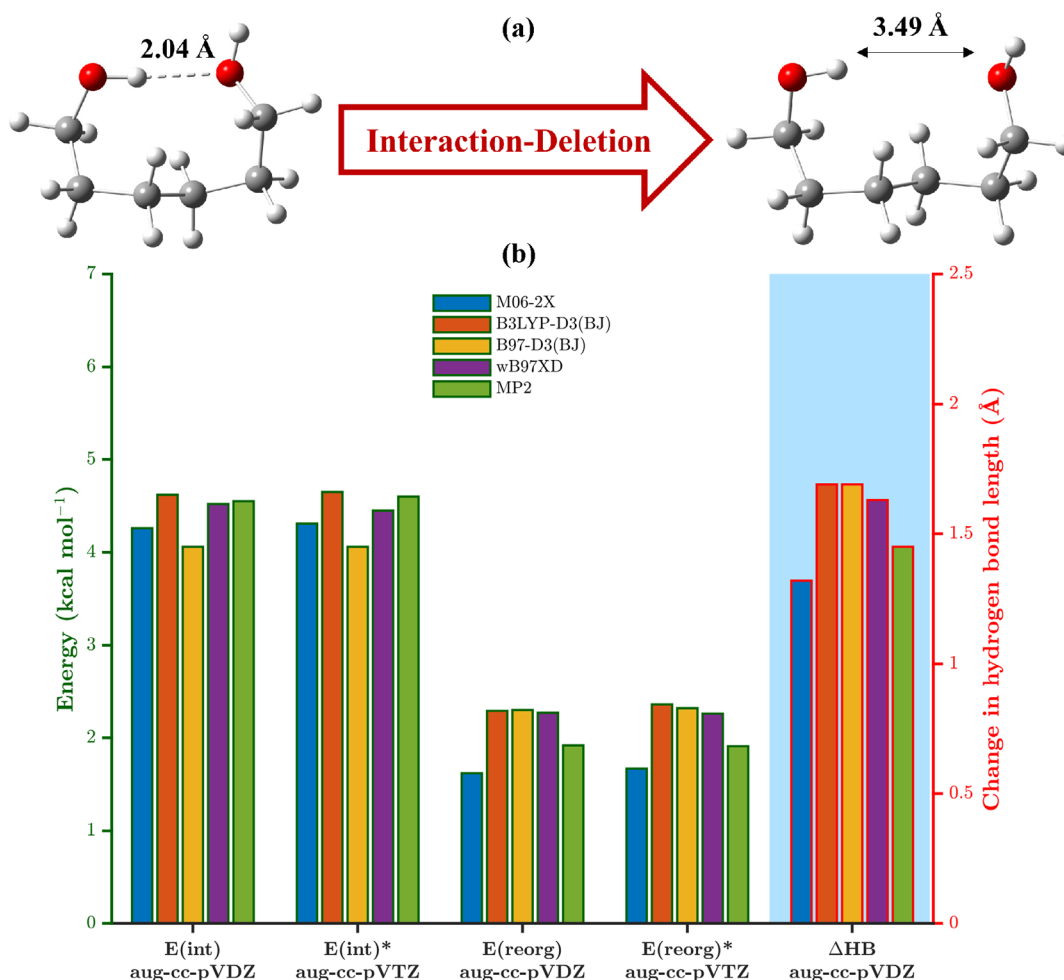 (a)
2.04 Å
3.49 Å
Interaction-Deletion
(b)
7
6
5
4
3
2
1
0
Energy (kcal mol⁻¹)
M06-2X
B3LYP-D3(BJ)
B97-D3(BJ)
wB97XD
MP2
2.5
2
1.5
1
0.5
0
Change in hydrogen bond length (Å)
E(int)
aug-cc-pVDZ
E(int)*
aug-cc-pVTZ
E(reorg)
aug-cc-pVDZ
E(reorg)*
aug-cc-pVTZ
ΔHB
aug-cc-pVDZ